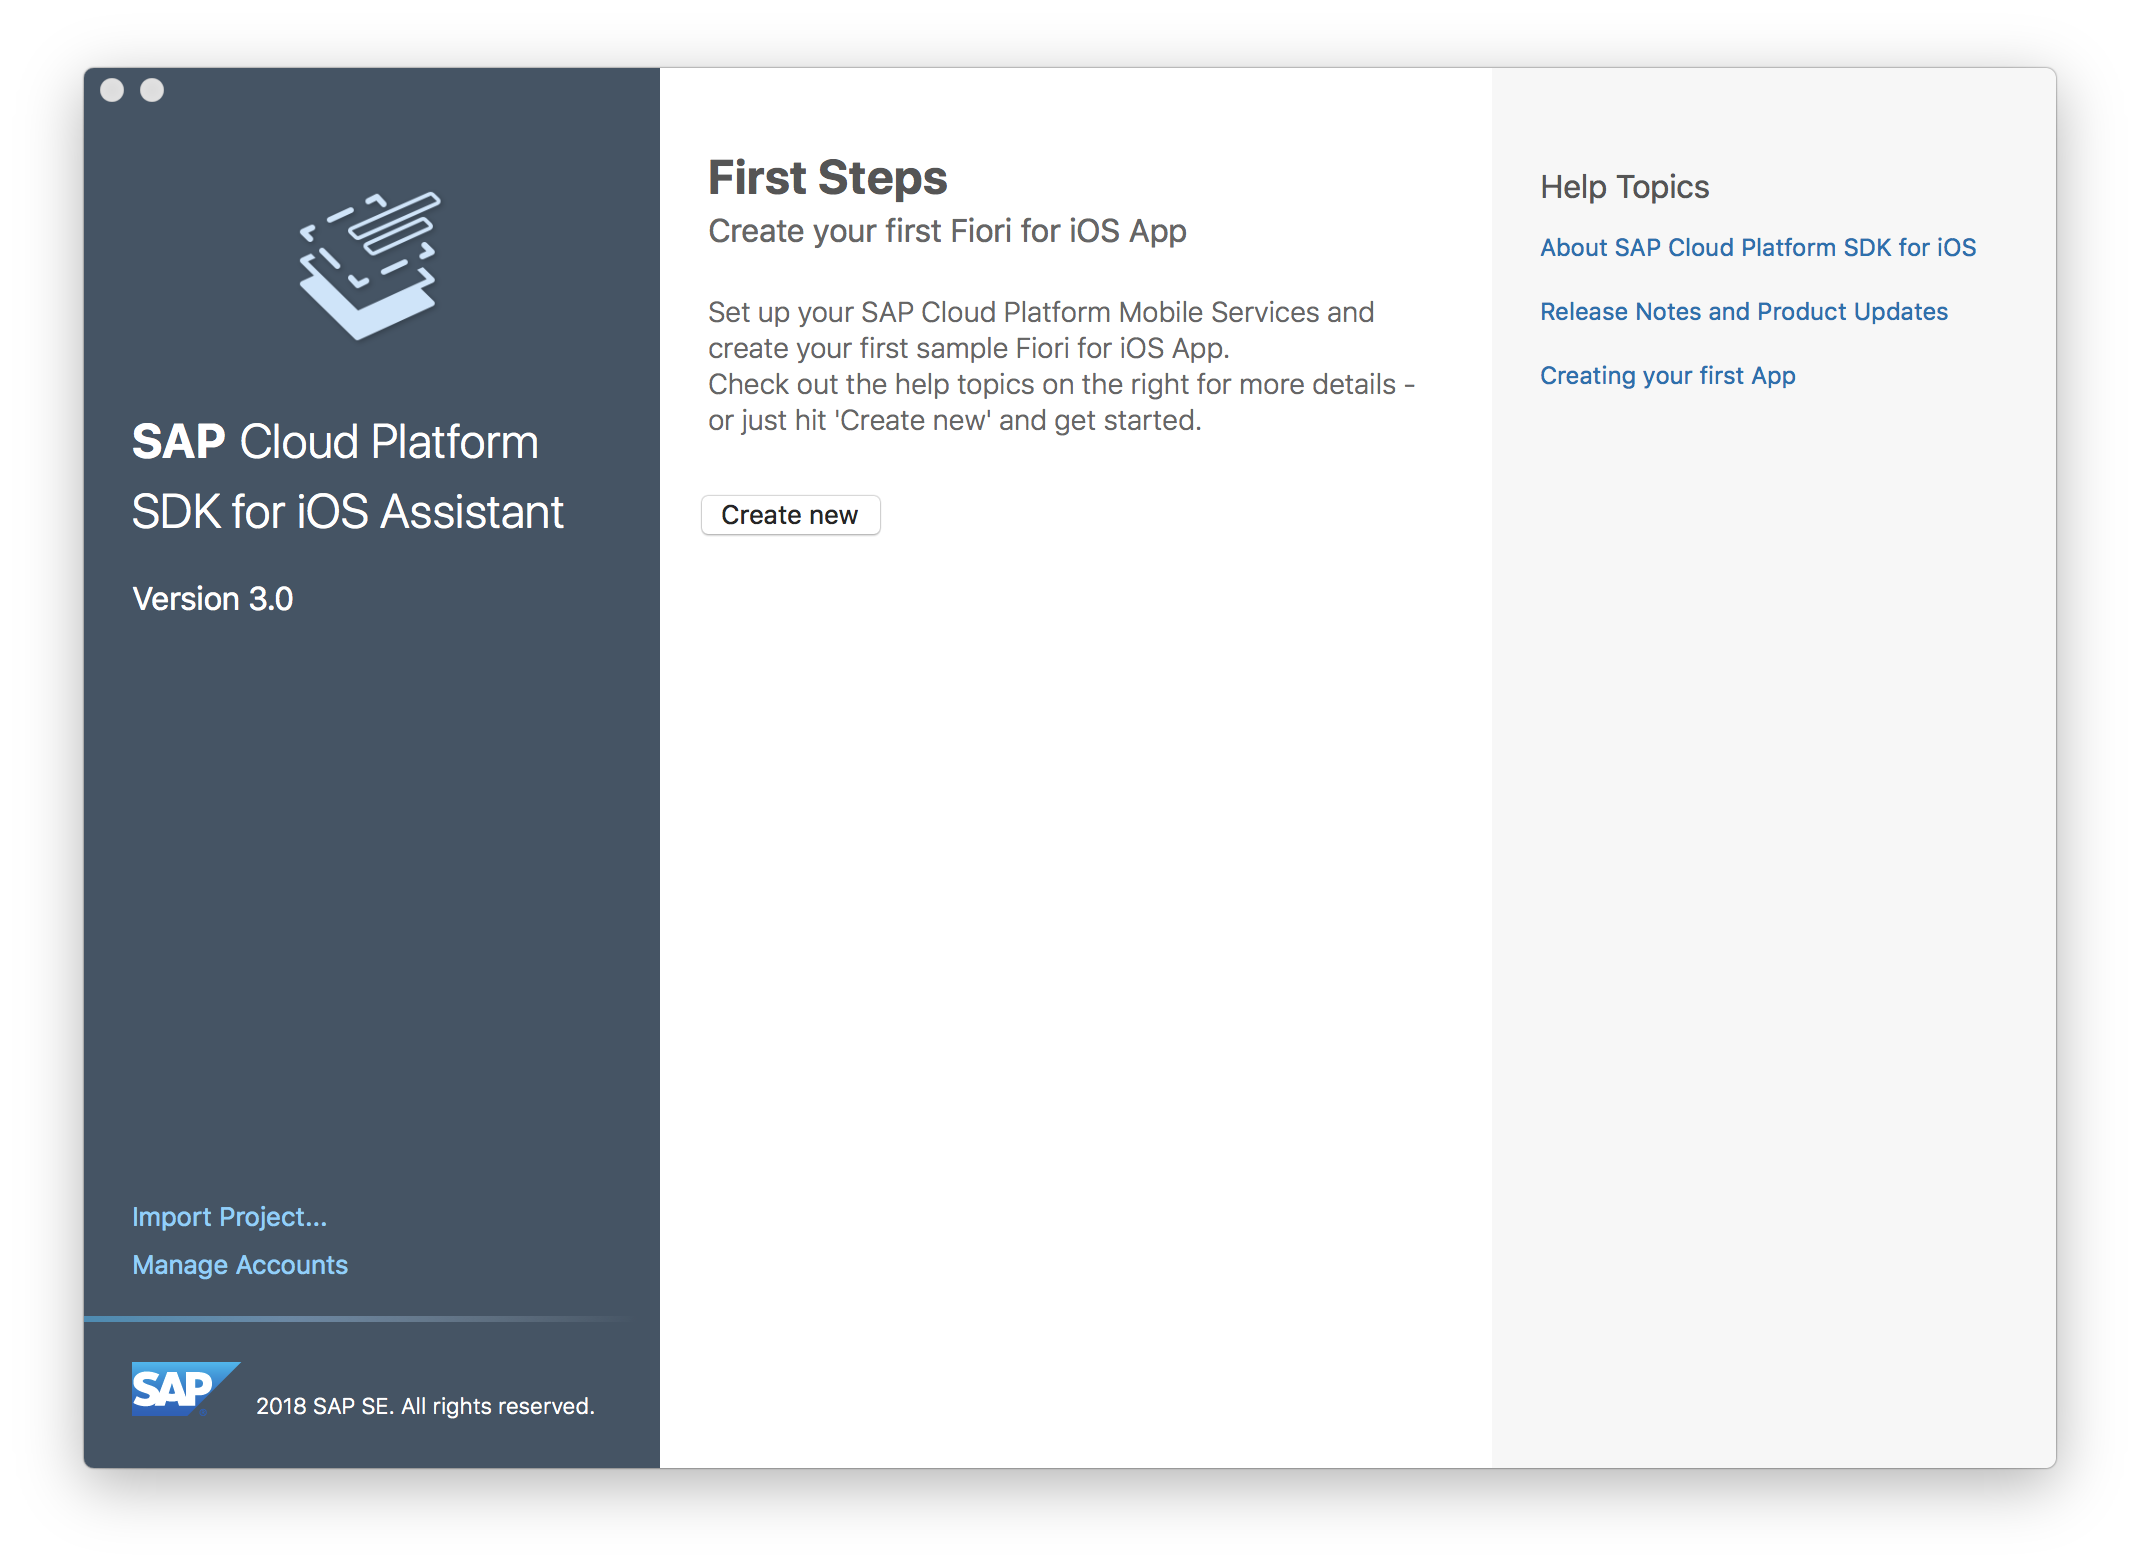 SAP Cloud Platform
SDK for iOS Assistant
Version 3.0
Import Project...
Manage Accounts
SAP
2018 SAP SE. All rights reserved.
First Steps
Create your first Fiori for iOS App
Set up your SAP Cloud Platform Mobile Services and
create your first sample Fiori for iOS App.
Check out the help topics on the right for more details -
or just hit 'Create new' and get started.
Create new
Help Topics
About SAP Cloud Platform SDK for iOS
Release Notes and Product Updates
Creating your first App